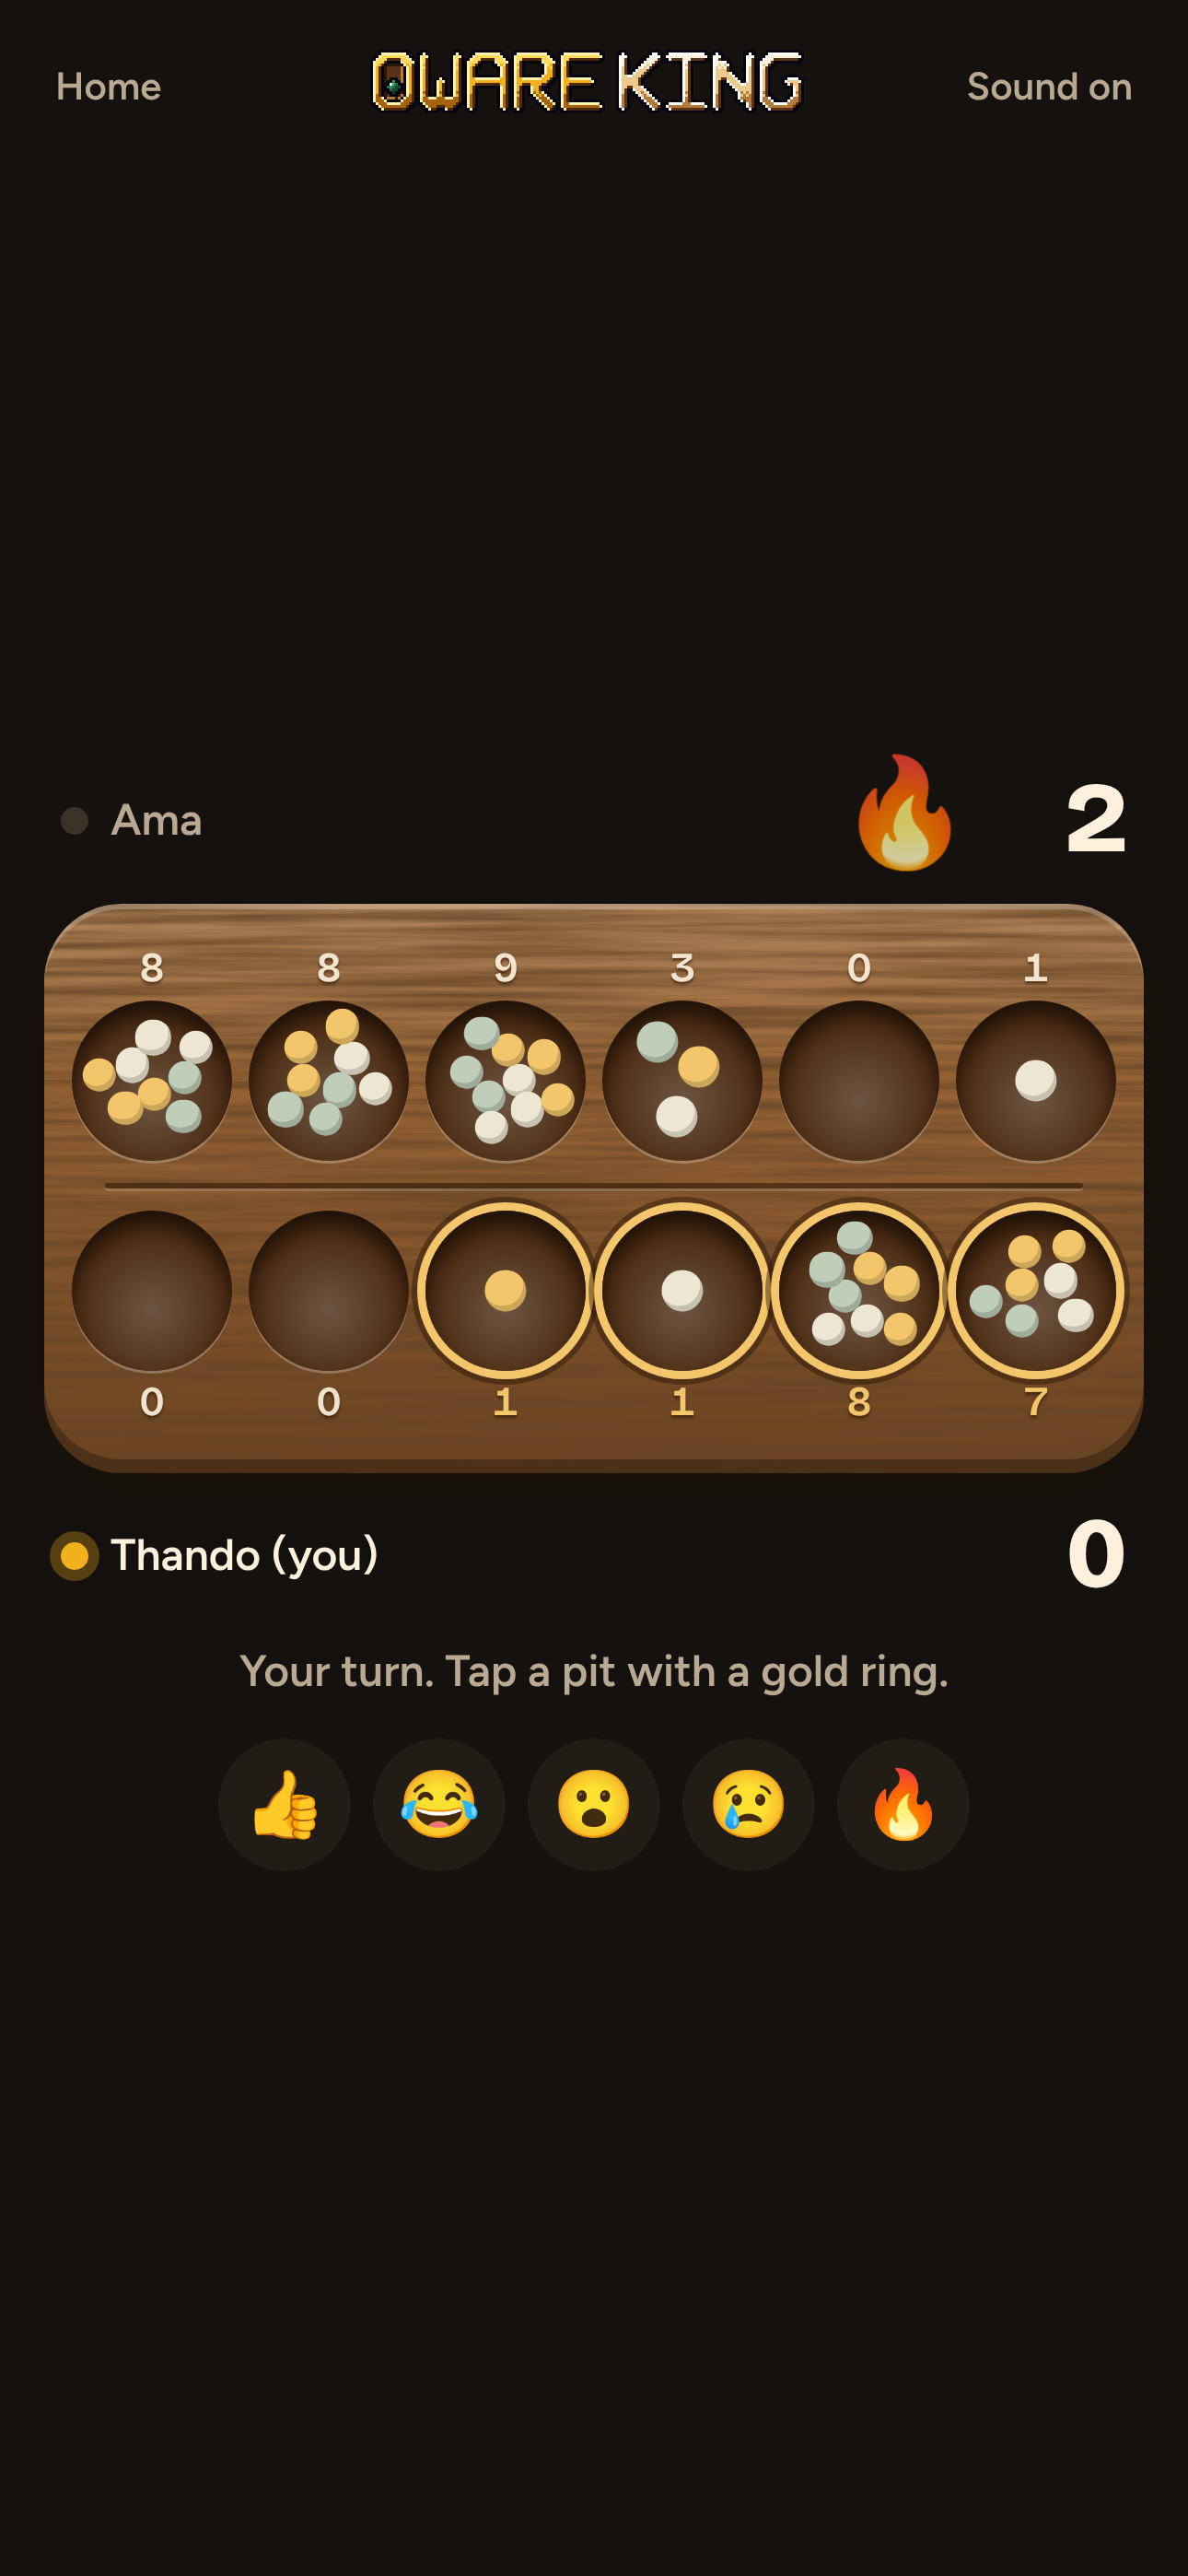 Home
OWARE KING
Sound on
Ama
2
8 8 9 3 0 1
0 0 1 1 8 7
Thando (you)
0
Your turn. Tap a pit with a gold ring.